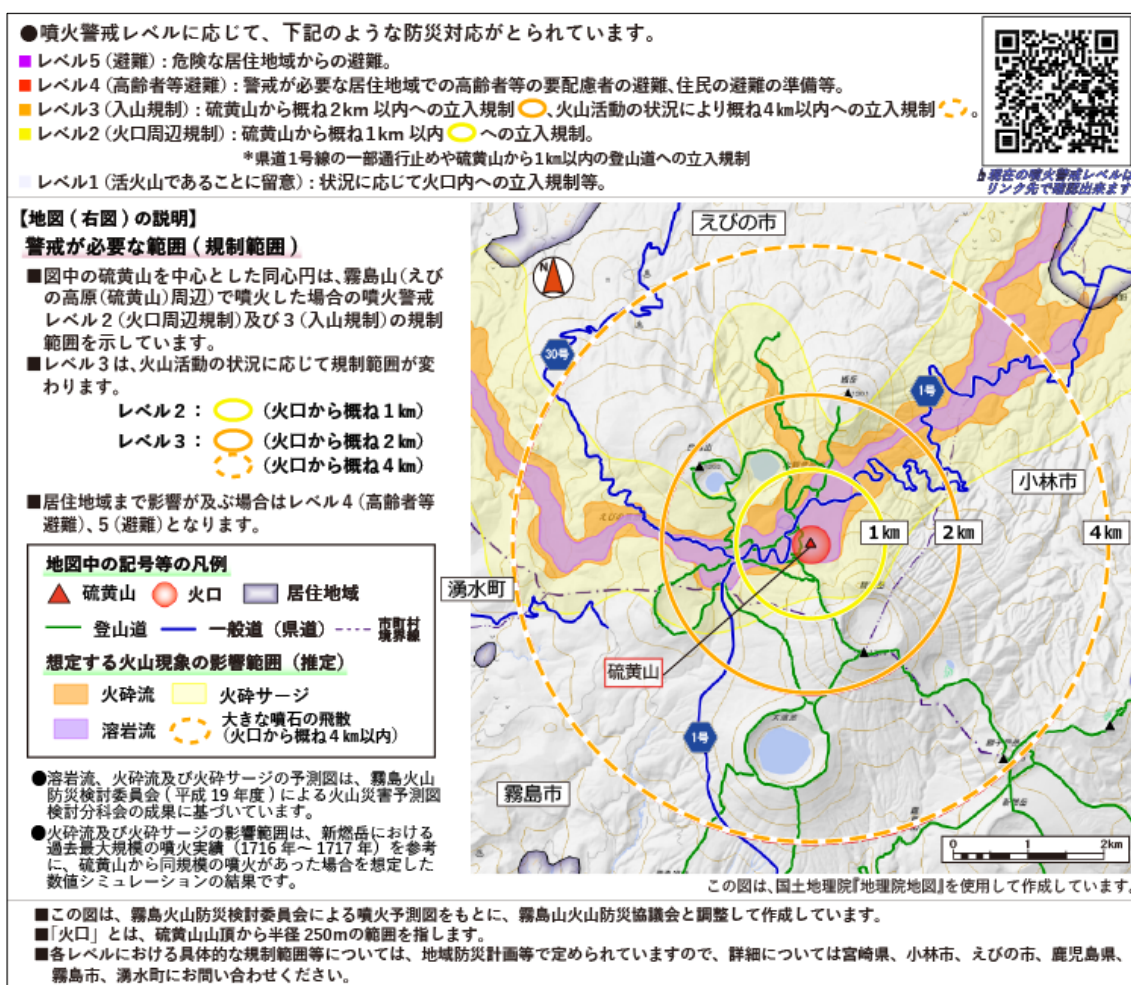 ●噴火警戒レベルに応じて、下記のような防災対応がとられています。
■レベル5(避難):危険な居住地域からの避難。
■レベル4(高齢者等避難):警戒が必要な居住地域での高齢者等の要配慮者の避難、住民の避難の準備等。
■レベル3(入山規制):硫黄山から概ね2km以内への立入規制、火山活動の状況により概ね4km以内への立入規制。
■レベル2(火口周辺規制):硫黄山から概ね1km以内への立入規制。
*県道1号線の一部通行止めや硫黄山から1km以内の登山道への立入規制
■レベル1(活火山であることに留意):状況に応じて火口内への立入規制等。
現在の噴火警戒レベルは
リンク先で確認出来ます
【地図(右図)の説明】
警戒が必要な範囲(規制範囲)
■図中の硫黄山を中心とした同心円は、霧島山(えび
の高原(硫黄山)周辺)で噴火した場合の噴火警戒
レベル2(火口周辺規制)及び3(入山規制)の規制
範囲を示しています。
■レベル3は、火山活動の状況に応じて規制範囲が変
わります。
レベル2: (火口から概ね1km)
レベル3: (火口から概ね2km)
(火口から概ね4km)
■居住地域まで影響が及ぶ場合はレベル4(高齢者等
避難)、5(避難)となります。
地図中の記号等の凡例
硫黄山 火口 居住地域
登山道 一般道(県道) 市町村
境界線
想定する火山現象の影響範囲(推定)
火砕流 火砕サージ
溶岩流 大きな噴石の飛散
(火口から概ね4km以内)
●溶岩流、火砕流及び火砕サージの予測図は、霧島火山
防災検討委員会(平成19年度)による火山災害予測図
検討分科会の成果に基づいています。
●火砕流及び火砕サージの影響範囲は、新燃岳における
過去最大規模の噴火実績(1716年~1717年)を参考
に、硫黄山から同規模の噴火があった場合を想定した
数値シミュレーションの結果です。
えびの市
N
30号
1号
小林市
1km
2km
4km
湧水町
硫黄山
1号
霧島市
0 1 2km
この図は、国土地理院『地理院地図』を使用して作成しています。
■この図は、霧島火山防災検討委員会による噴火予測図をもとに、霧島山火山防災協議会と調整して作成しています。
■「火口」とは、硫黄山山頂から半径250mの範囲を指します。
■各レベルにおける具体的な規制範囲等については、地域防災計画等で定められていますので、詳細については宮崎県、小林市、えびの市、鹿児島県、
霧島市、湧水町にお問い合わせください。